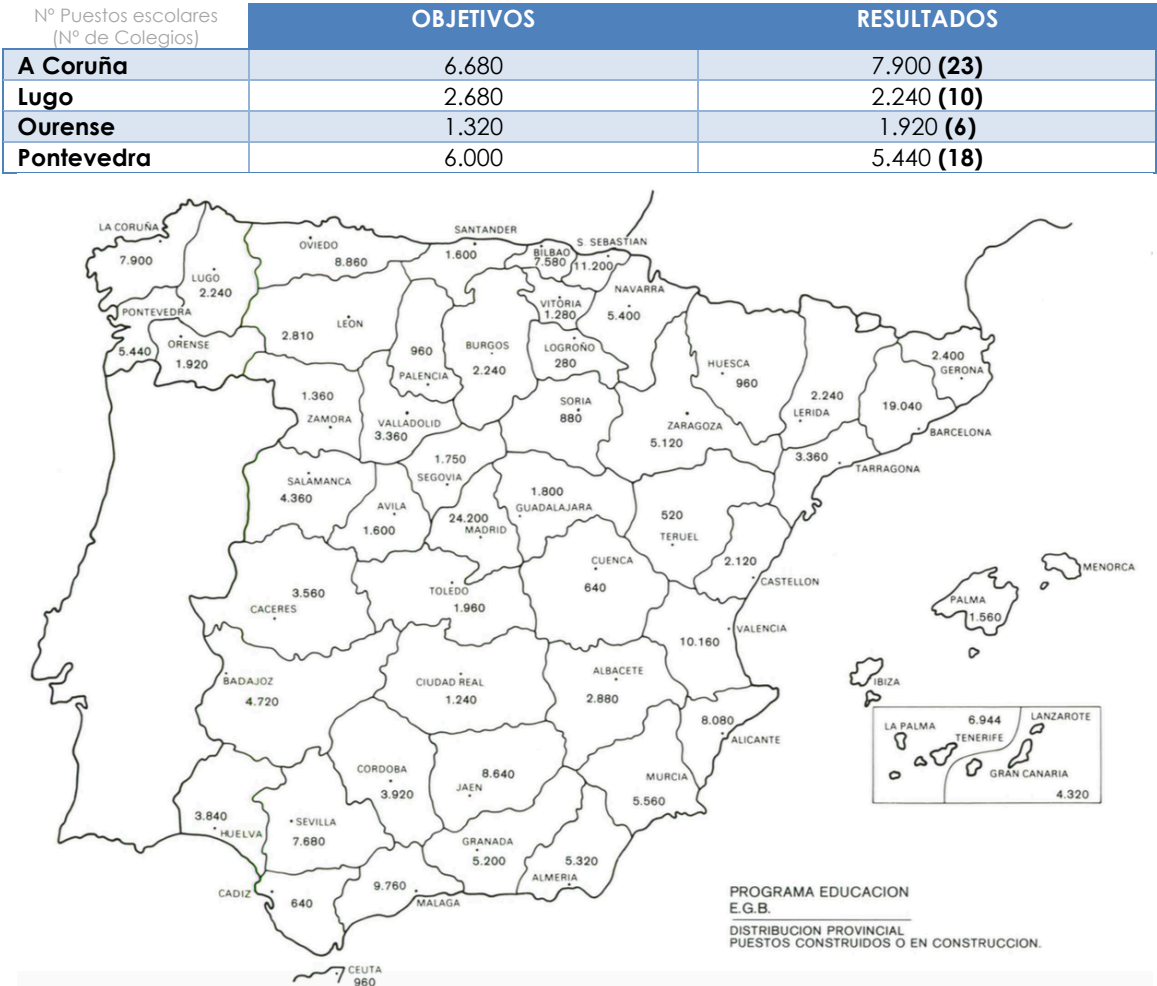 Nº Puestos escolares
(Nº de Colegios)
OBJETIVOS
RESULTADOS
A Coruña 6.680 7.900 (23)
Lugo 2.680 2.240 (10)
Ourense 1.320 1.920 (6)
Pontevedra 6.000 5.440 (18)
LA CORUÑA
7.900
LUGO
2.240
PONTEVEDRA
5.440
ORENSE
1.920
OVIEDO
8.860
SANTANDER
1.600
BILBAO
7.580
S. SEBASTIAN
11.200
NAVARRA
5.400
VITORIA
1.280
LEON
2.810
960
PALENCIA
BURGOS
2.240
LOGROÑO
280
HUESCA
960
2.240
LERIDA
2.400
GERONA
19.040
BARCELONA
1.360
ZAMORA
VALLADOLID
3.360
SORIA
880
ZARAGOZA
5.120
3.360
TARRAGONA
SALAMANCA
4.360
1.750
SEGOVIA
AVILA
1.600
24.200
MADRID
1.800
GUADALAJARA
520
TERUEL
2.120
CASTELLON
CUENCA
640
3.560
CACERES
TOLEDO
1.960
VALENCIA
10.160
MENORCA
PALMA
1.560
IBIZA
BADAJOZ
4.720
CIUDAD REAL
1.240
ALBACETE
2.880
8.080
ALICANTE
LA PALMA
6.944
TENERIFE
LANZAROTE
GRAN CANARIA
4.320
CORDOBA
3.920
8.640
JAEN
MURCIA
5.560
3.840
HUELVA
SEVILLA
7.680
GRANADA
5.200
5.320
ALMERIA
CADIZ
640
9.760
MALAGA
CEUTA
960
PROGRAMA EDUCACION
E.G.B.
DISTRIBUCION PROVINCIAL
PUESTOS CONSTRUIDOS O EN CONSTRUCCION.